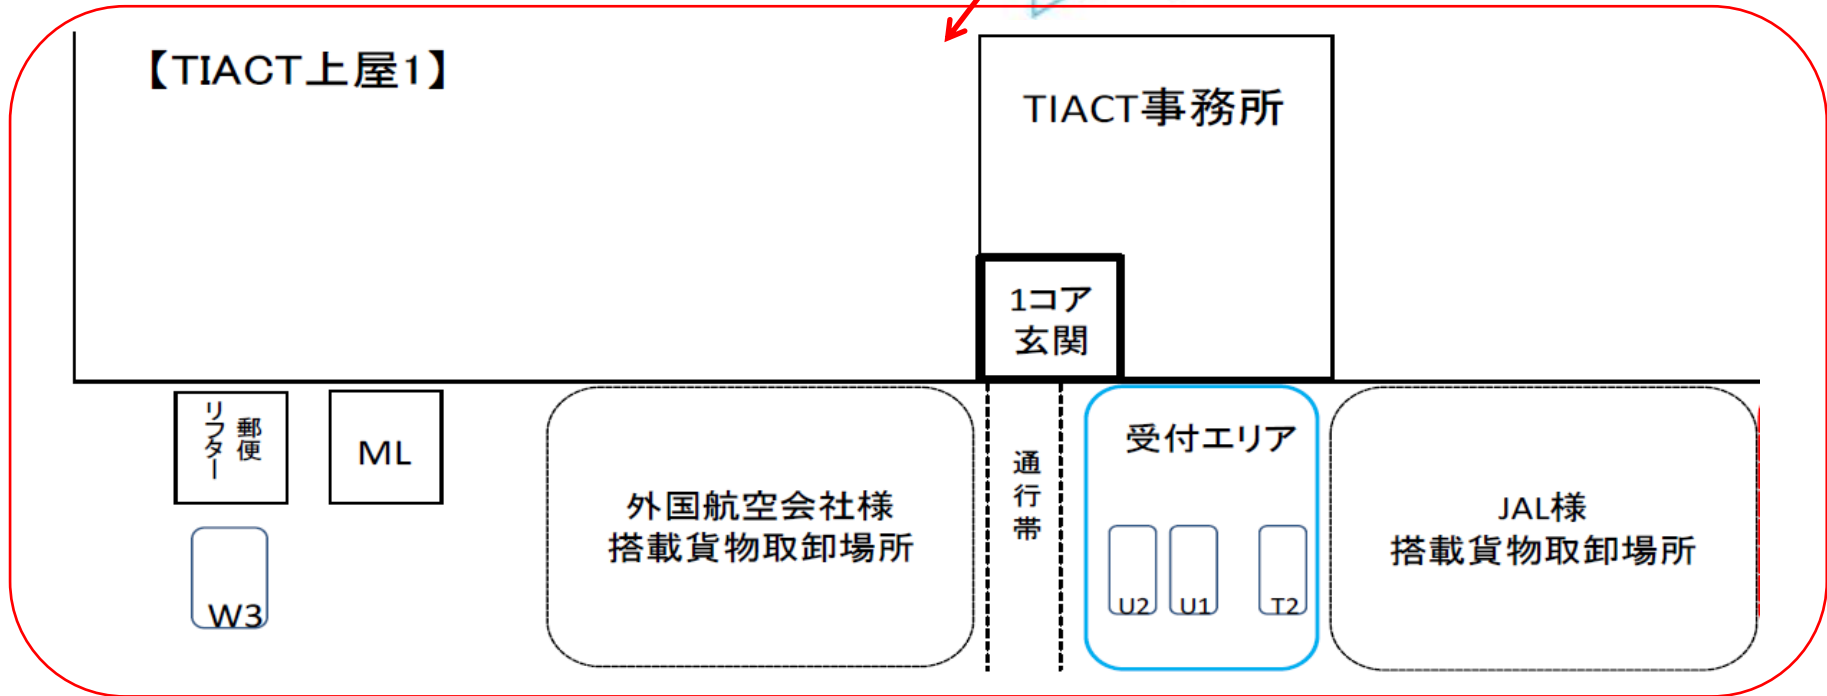 【TIACT上屋1】
TIACT事務所
1コア
玄関
郵便
リフター
ML
W3
外国航空会社様
搭載貨物取卸場所
通行帯
受付エリア
U2
U1
T2
JAL様
搭載貨物取卸場所